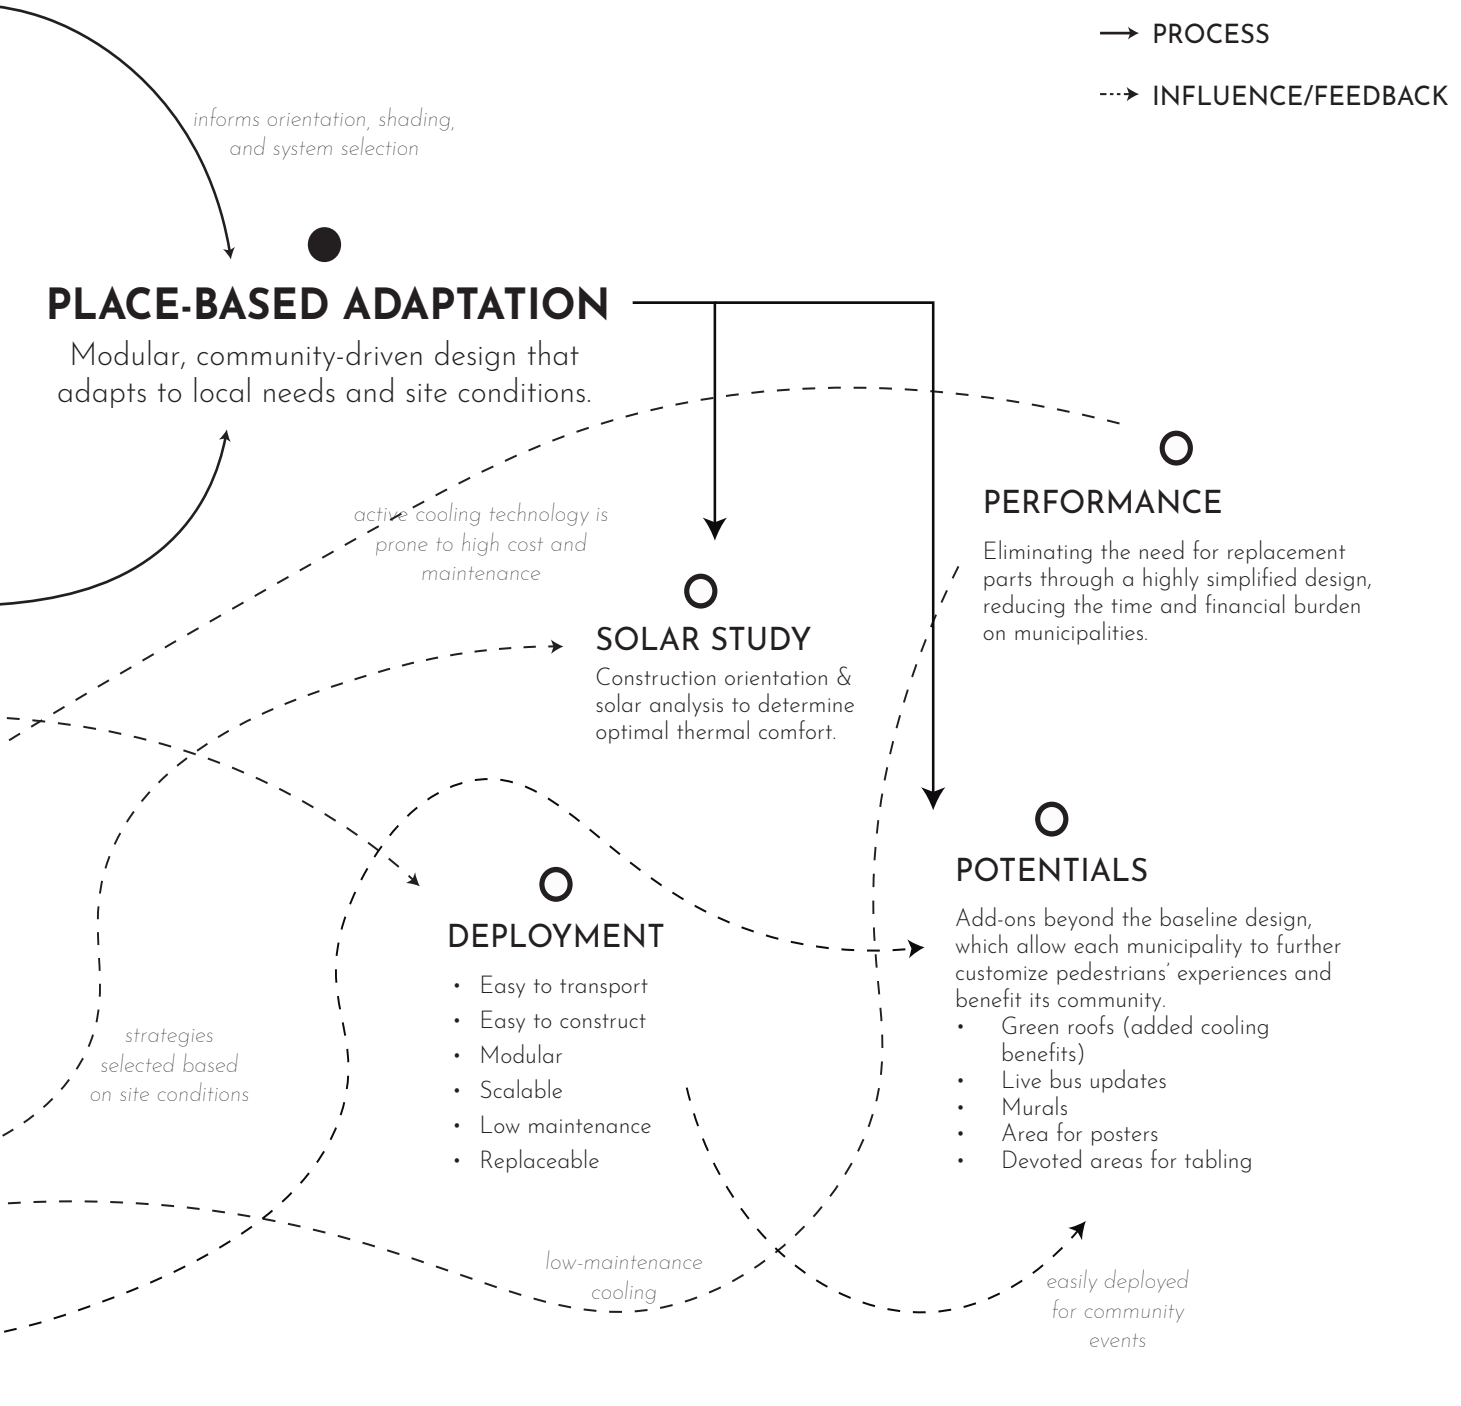 PROCESS
INFLUENCE/FEEDBACK
informs orientation, shading,
and system selection
PLACE-BASED ADAPTATION
Modular, community-driven design that
adapts to local needs and site conditions.
active cooling technology is
prone to high cost and
maintenance
PERFORMANCE
Eliminating the need for replacement
parts through a highly simplified design,
reducing the time and financial burden
on municipalities.
SOLAR STUDY
Construction orientation &
solar analysis to determine
optimal thermal comfort.
DEPLOYMENT
• Easy to transport
• Easy to construct
• Modular
• Scalable
• Low maintenance
• Replaceable
POTENTIALS
Add-ons beyond the baseline design,
which allow each municipality to further
customize pedestrians’ experiences and
benefit its community.
• Green roofs (added cooling
benefits)
• Live bus updates
• Murals
• Area for posters
• Devoted areas for tabling
strategies
selected based
on site conditions
low-maintenance
cooling
easily deployed
for community
events